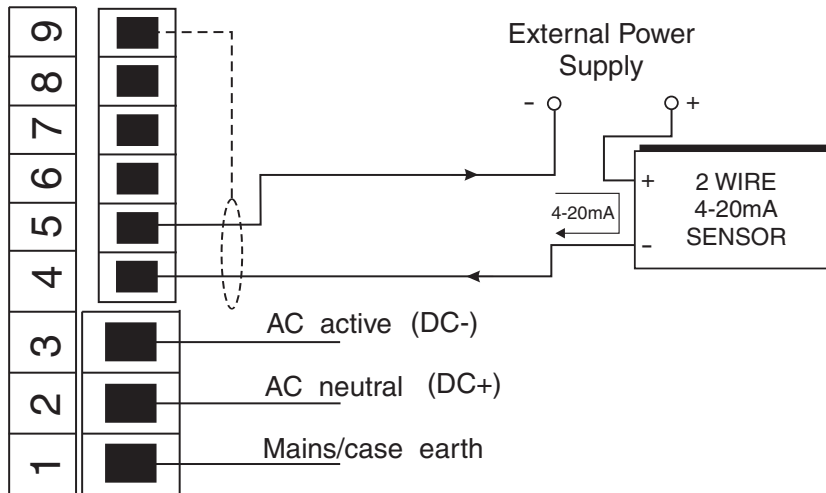 9
8
7
6
5
4
3
2
1
External Power
Supply
- +
+
2 WIRE
4-20mA
SENSOR
-
4-20mA
AC active (DC-)
AC neutral (DC+)
Mains/case earth